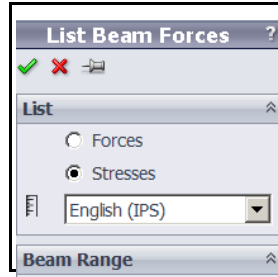 List Beam Forces ?
List
Forces
Stresses
English (IPS)
Beam Range